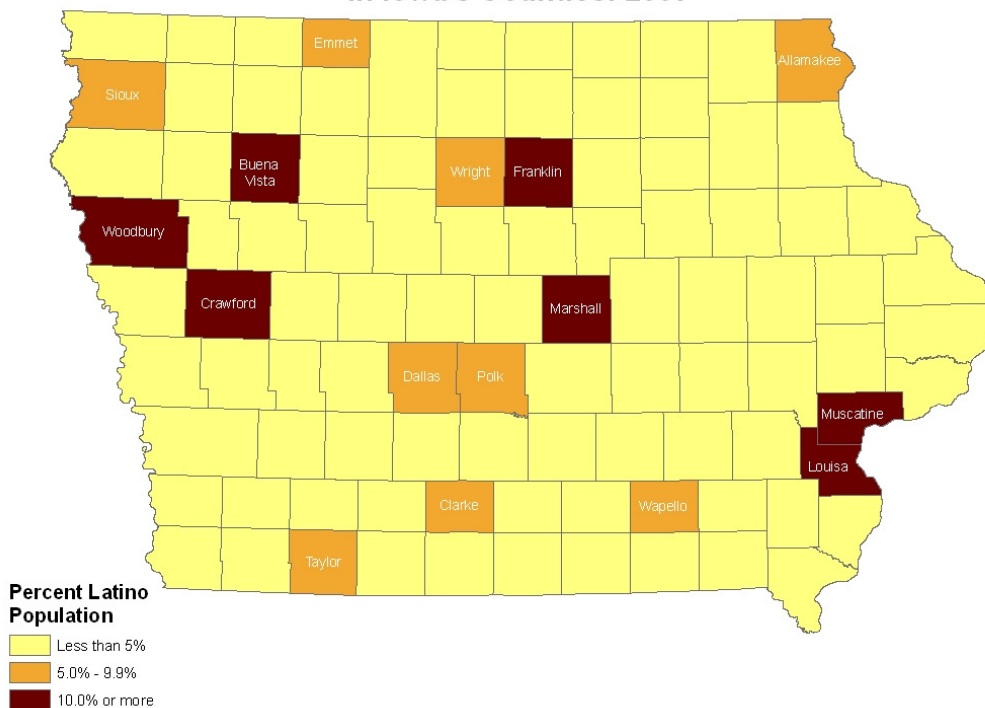 Emmet
Allamakee
Sioux
Buena
Vista
Wright
Franklin
Woodbury
Crawford
Marshall
Dallas
Polk
Muscatine
Louisa
Clarke
Wapello
Taylor
Percent Latino
Population
Less than 5%
5.0% - 9.9%
10.0% or more